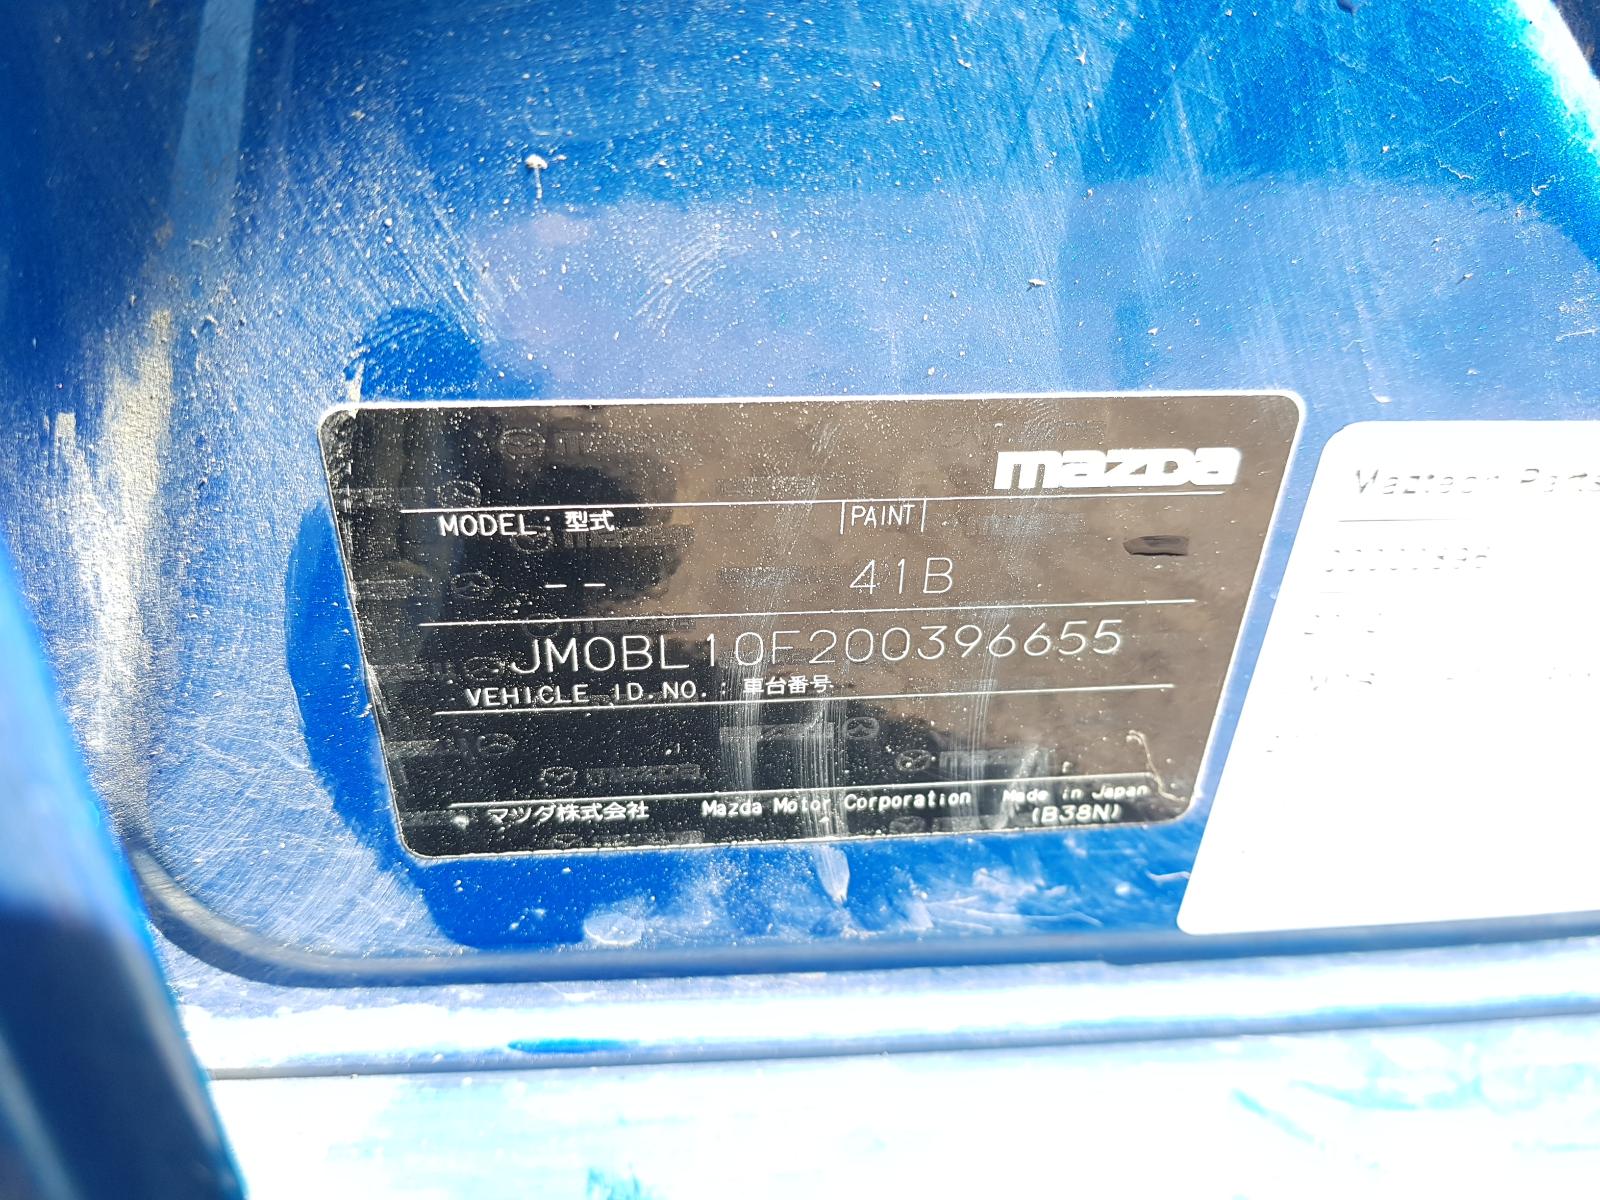 mazda
MODEL: 型式 PAINT
-- 41B
JM0BL10F200396655
VEHICLE ID.NO.: 車台番号
マツダ株式会社 Mazda Motor Corporation Made in Japan
(B38N)
Parts